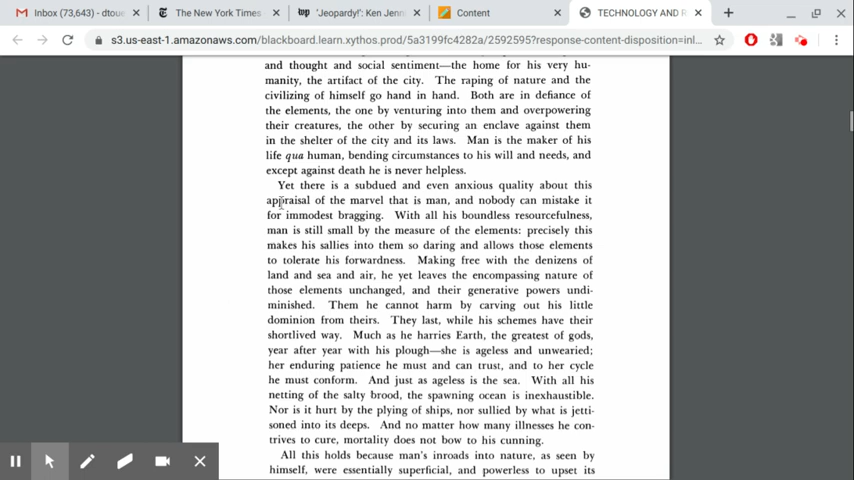 Inbox (73,643) - dtoue
The New York Times
'Jeopardy!': Ken Jenni
Content
TECHNOLOGY AND R
s3.us-east-1.amazonaws.com/blackboard.learn.xythos.prod/5a3199fc4282a/2592595?response-content-disposition=inl...
and thought and social sentiment—the home for his very hu-
manity, the artifact of the city. The raping of nature and the
civilizing of himself go hand in hand. Both are in defiance of
the elements, the one by venturing into them and overpowering
their creatures, the other by securing an enclave against them
in the shelter of the city and its laws. Man is the maker of his
life qua human, bending circumstances to his will and needs, and
except against death he is never helpless.
Yet there is a subdued and even anxious quality about this
appraisal of the marvel that is man, and nobody can mistake it
for immodest bragging. With all his boundless resourcefulness,
man is still small by the measure of the elements: precisely this
makes his sallies into them so daring and allows those elements
to tolerate his forwardness. Making free with the denizens of
land and sea and air, he yet leaves the encompassing nature of
those elements unchanged, and their generative powers undi-
minished. Them he cannot harm by carving out his little
dominion from theirs. They last, while his schemes have their
shortlived way. Much as he harries Earth, the greatest of gods,
year after year with his plough—she is ageless and unwearied;
her enduring patience he must and can trust, and to her cycle
he must conform. And just as ageless is the sea. With all his
netting of the salty brood, the spawning ocean is inexhaustible.
Nor is it hurt by the plying of ships, nor sullied by what is jetti-
soned into its deeps. And no matter how many illnesses he con-
trives to cure, mortality does not bow to his cunning.
All this holds because man's inroads into nature, as seen by
himself, were essentially superficial, and powerless to upset its